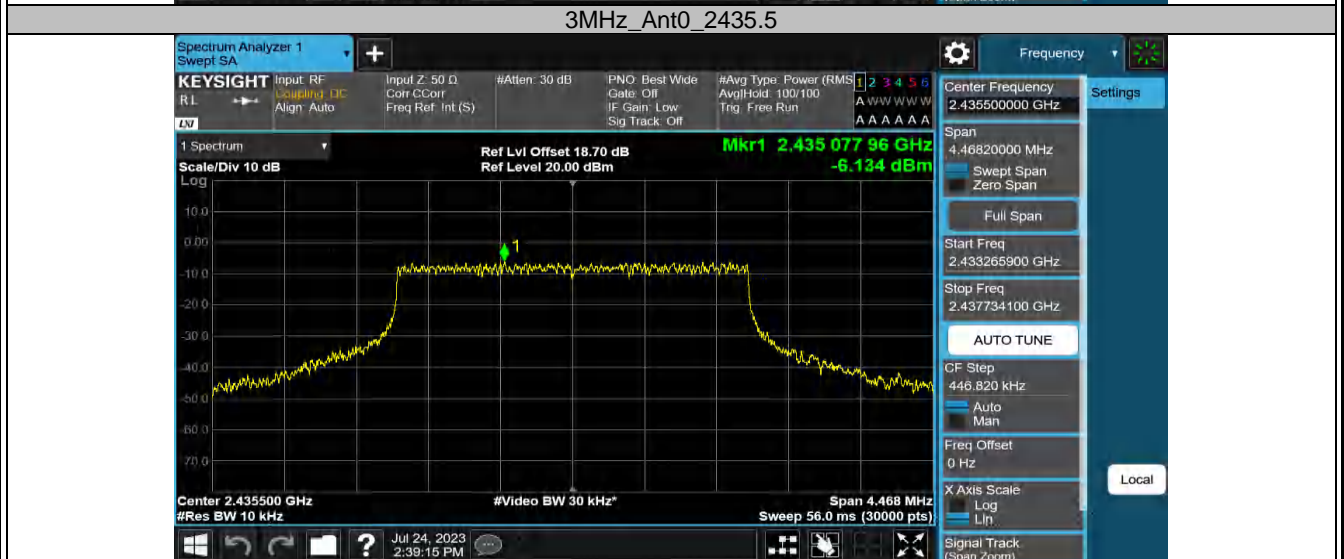 3MHz_Ant0_2435.5
Spectrum Analyzer 1
Swept SA
Frequency
KEYSIGHT
RL
LXI
Input: RF
Coupling: DC
Align: Auto
Input Z: 50 Ω
Corr CCorr
Freq Ref: Int (S)
#Atten: 30 dB
PNO: Best Wide
Gate: Off
IF Gain: Low
Sig Track: Off
#Avg Type: Power (RMS
Avg|Hold: 100/100
Trig: Free Run
1 2 3 4 5 6
A W W W W W
A A A A A A
1 Spectrum
Scale/Div 10 dB
Log
Ref Lvl Offset 18.70 dB
Ref Level 20.00 dBm
Mkr1 2.435 077 96 GHz
-6.134 dBm
10.0
0.00
-10.0
-20.0
-30.0
-40.0
-50.0
-60.0
-70.0
1
Center 2.435500 GHz
#Res BW 10 kHz
#Video BW 30 kHz*
Span 4.468 MHz
Sweep 56.0 ms (30000 pts)
Jul 24, 2023
2:39:15 PM
Center Frequency
2.435500000 GHz
Settings
Span
4.46820000 MHz
Swept Span
Zero Span
Full Span
Start Freq
2.433265900 GHz
Stop Freq
2.437734100 GHz
AUTO TUNE
CF Step
446.820 kHz
Auto
Man
Freq Offset
0 Hz
X Axis Scale
Log
Lin
Local
Signal Track
(Span Zoom)